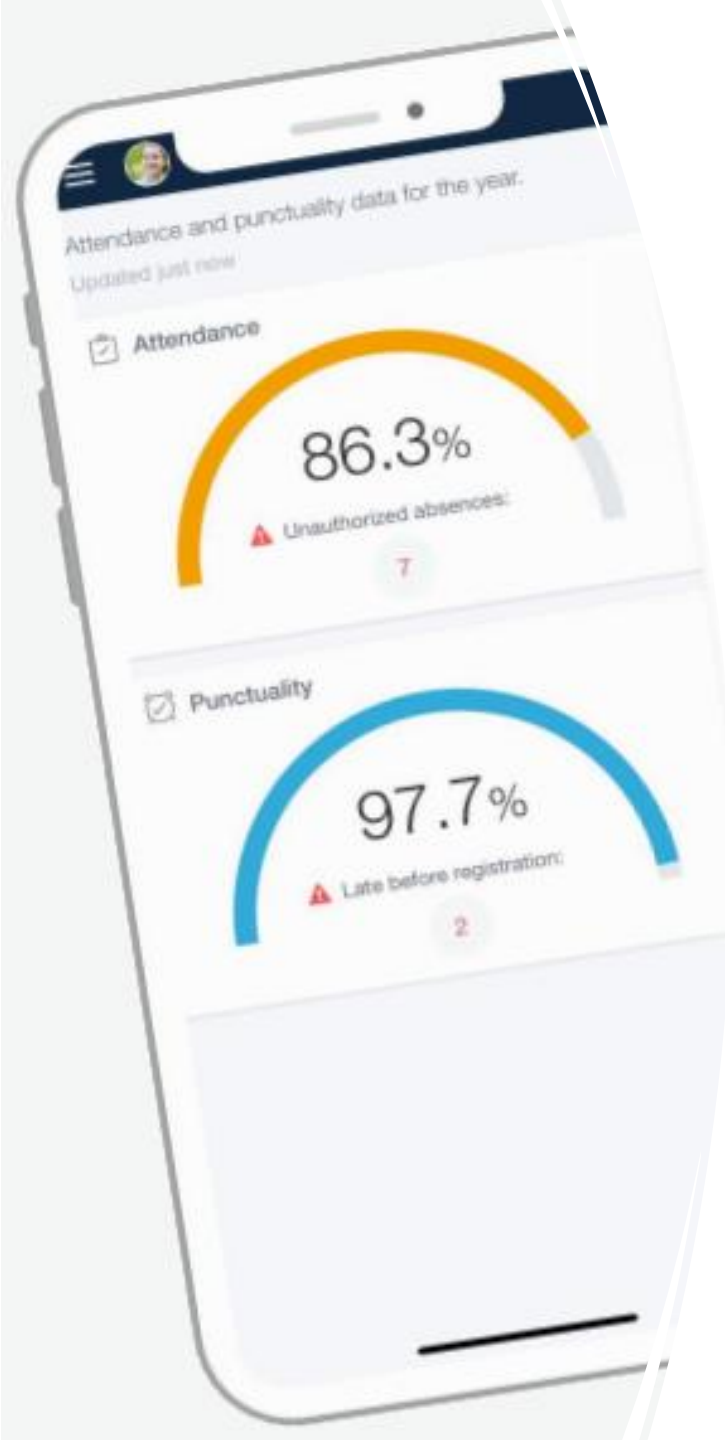 Attendance and punctuality data for the year.
Updated just now
Attendance
86.3%
Unauthorized absences:
7
Punctuality
97.7%
Late before registration:
2